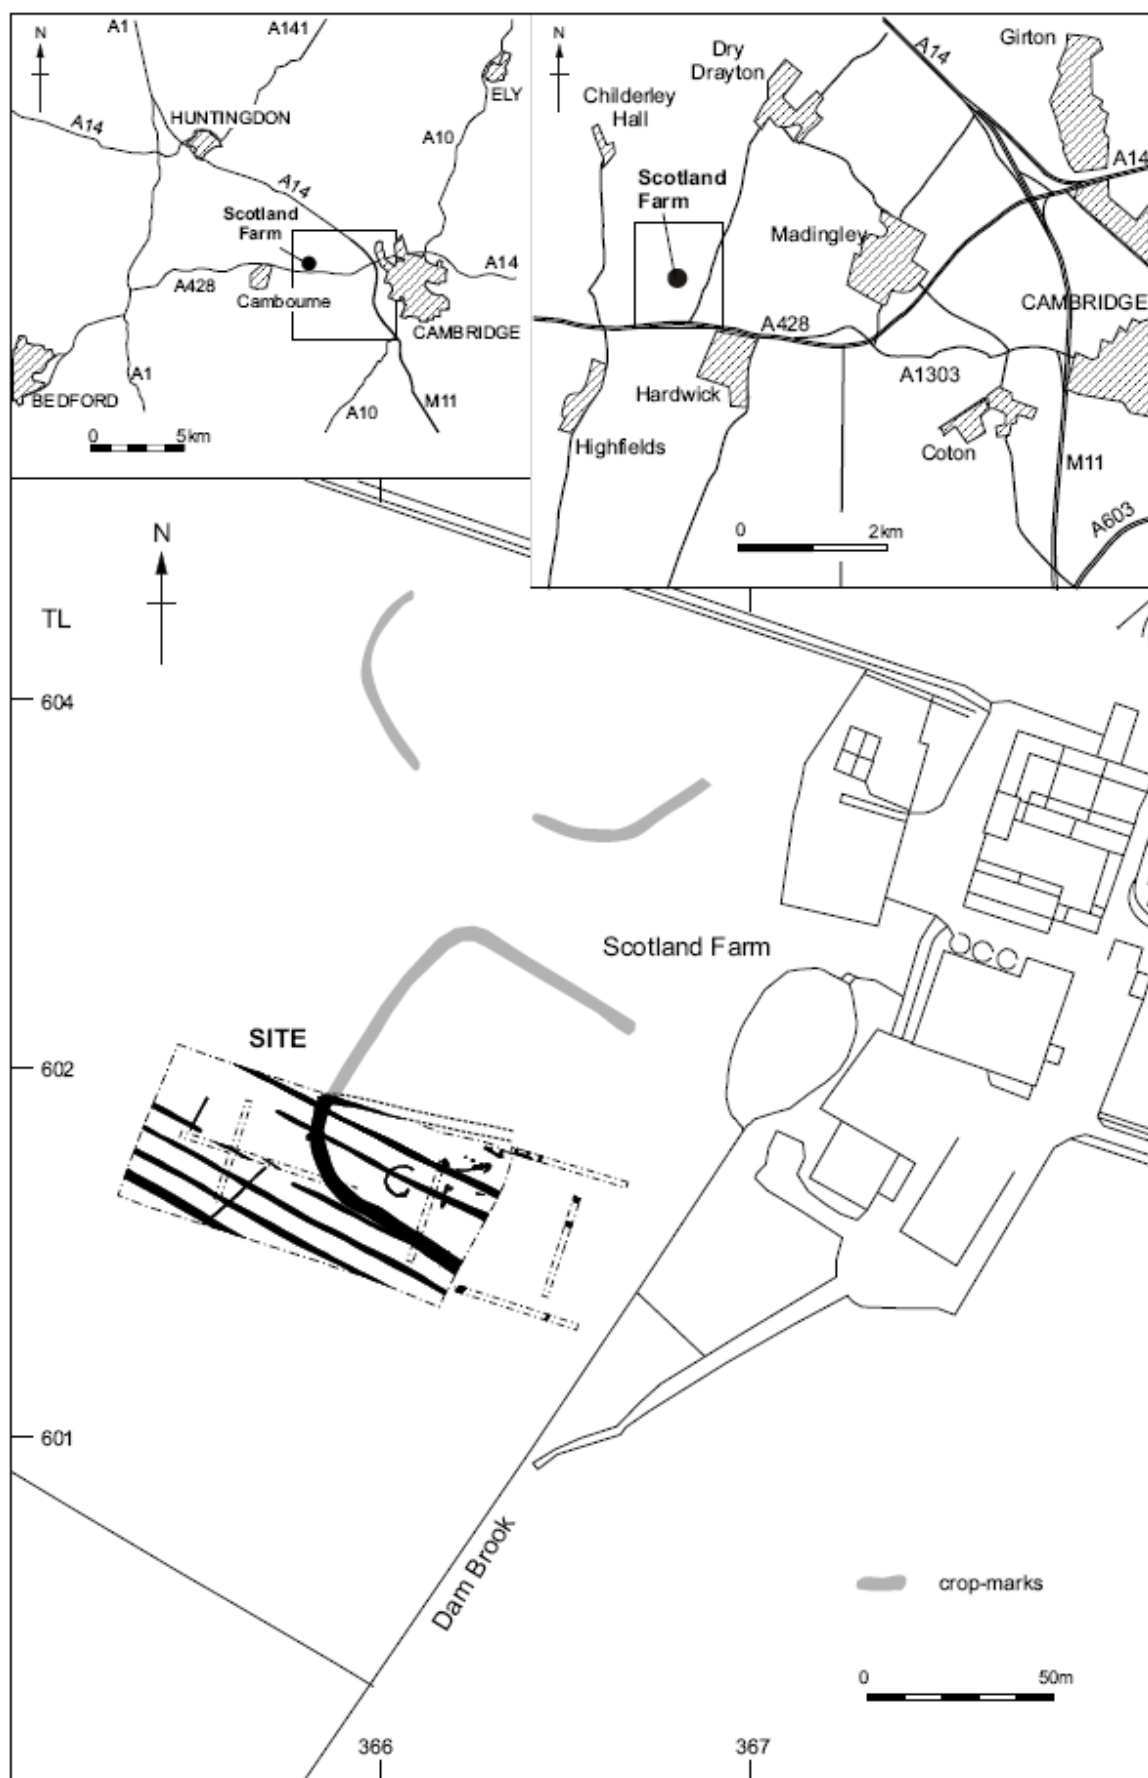 N
A1
A141
ELY
HUNTINGDON
A14
A10
A14
Scotland
Farm
A428
Cambourne
A14
CAMBRIDGE
A1
BEDFORD
A10
M11
0 5km
N
A14
Girton
Dry
Drayton
Childerley
Hall
A14
Scotland
Farm
Madingley
CAMBRIDGE
A428
A1303
Hardwick
Highfields
Coton
M11
A603
0 2km
N
TL
604
Scotland Farm
SITE
602
601
Dam Brook
crop-marks
0 50m
366
367